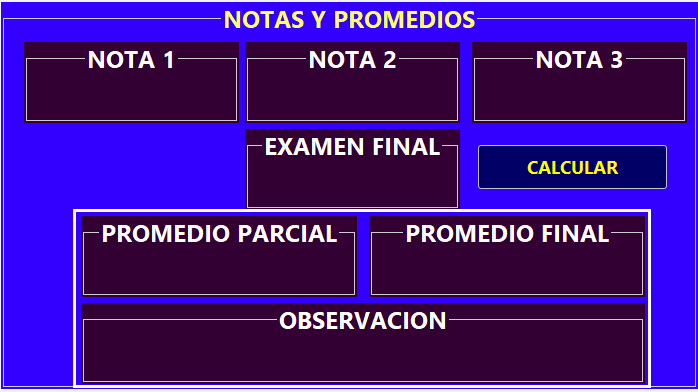 NOTAS Y PROMEDIOS
NOTA 1 NOTA 2 NOTA 3
EXAMEN FINAL
CALCULAR
PROMEDIO PARCIAL PROMEDIO FINAL
OBSERVACION